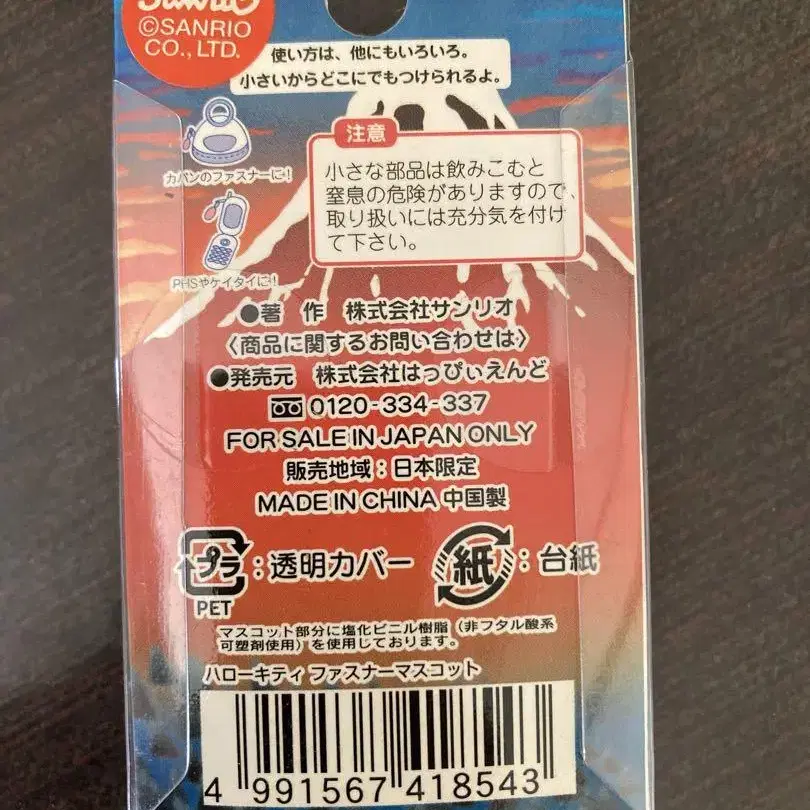 Sanrio
©SANRIO
CO., LTD.
使い方は、他にもいろいろ。
小さいからどこにでもつけられるよ。
カバンのファスナーに!
PHSやケイタイに!
注意
小さな部品は飲みこむと
窒息の危険がありますので、
取り扱いには充分気を付け
て下さい。
●著 作 株式会社サンリオ
〈商品に関するお問い合わせは〉
●発売元 株式会社はっぴぃえんど
0120-334-337
FOR SALE IN JAPAN ONLY
販売地域:日本限定
MADE IN CHINA 中国製
プラ:透明カバー
PET
紙:台紙
マスコット部分に塩化ビニル樹脂(非フタル酸系
可塑剤使用)を使用しております。
ハローキティ ファスナーマスコット
4 991567 418543